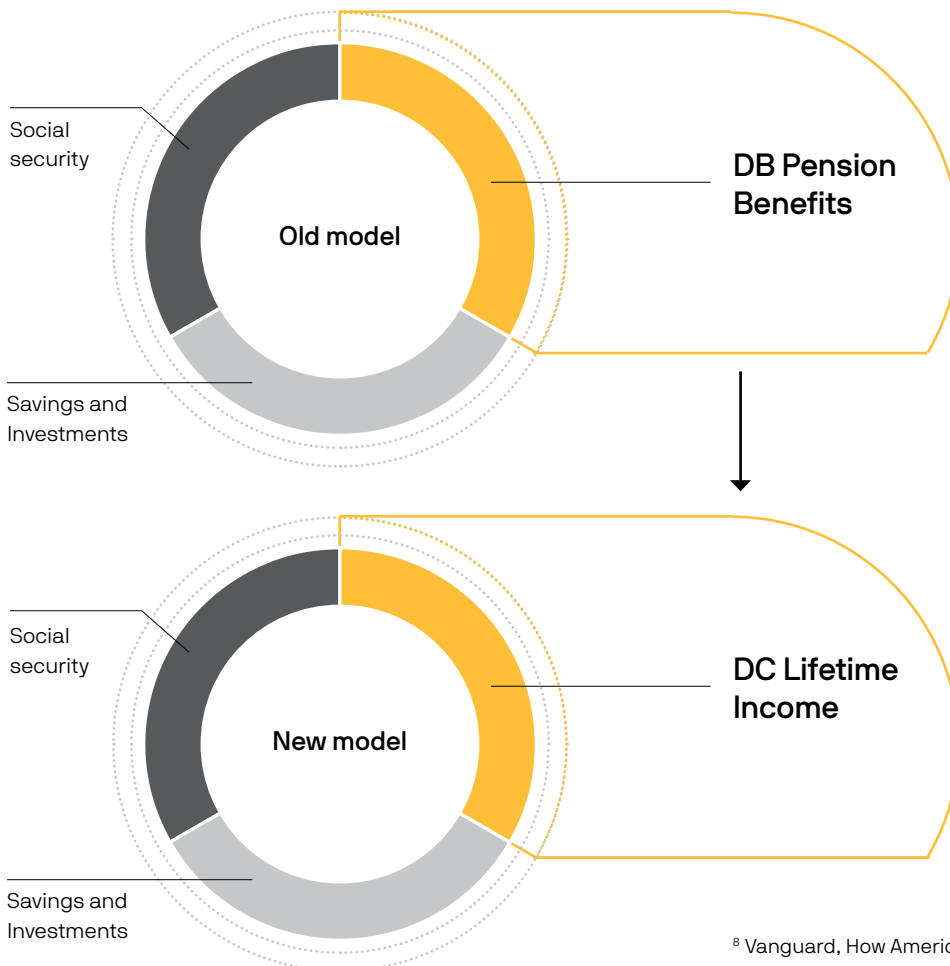 Social
security
Old model
DB Pension
Benefits
Savings and
Investments
Social
security
New model
DC Lifetime
Income
Savings and
Investments
⁸ Vanguard, How Americ